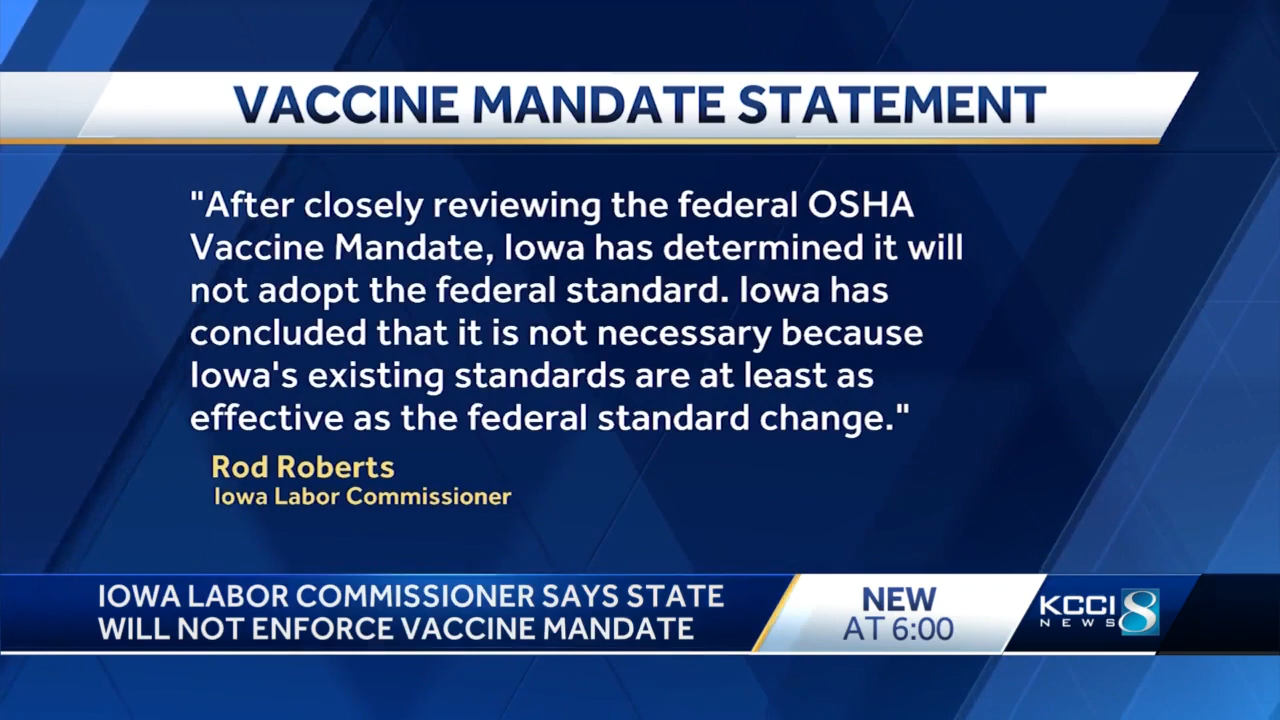 VACCINE MANDATE STATEMENT
"After closely reviewing the federal OSHA
Vaccine Mandate, Iowa has determined it will
not adopt the federal standard. Iowa has
concluded that it is not necessary because
Iowa's existing standards are at least as
effective as the federal standard change."
Rod Roberts
Iowa Labor Commissioner
IOWA LABOR COMMISSIONER SAYS STATE
WILL NOT ENFORCE VACCINE MANDATE
NEW
AT 6:00
KCCI 8
NEWS